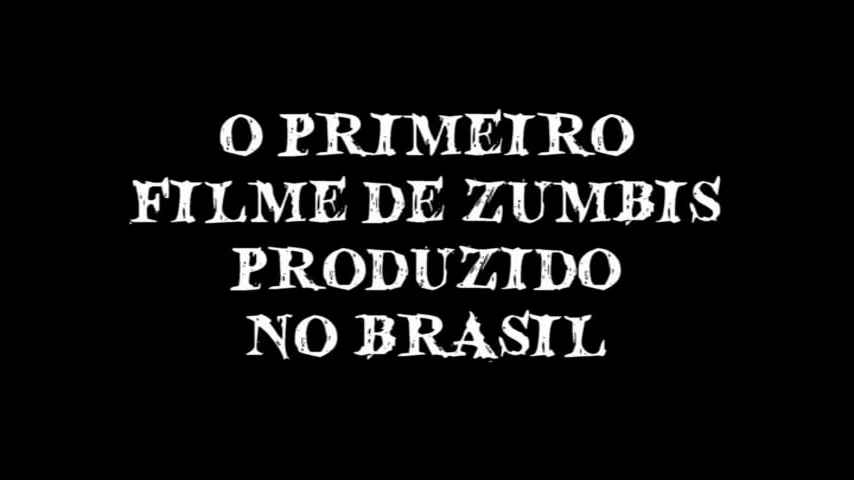 O PRIMEIRO
FILME DE ZUMBIS
PRODUZIDO
NO BRASIL